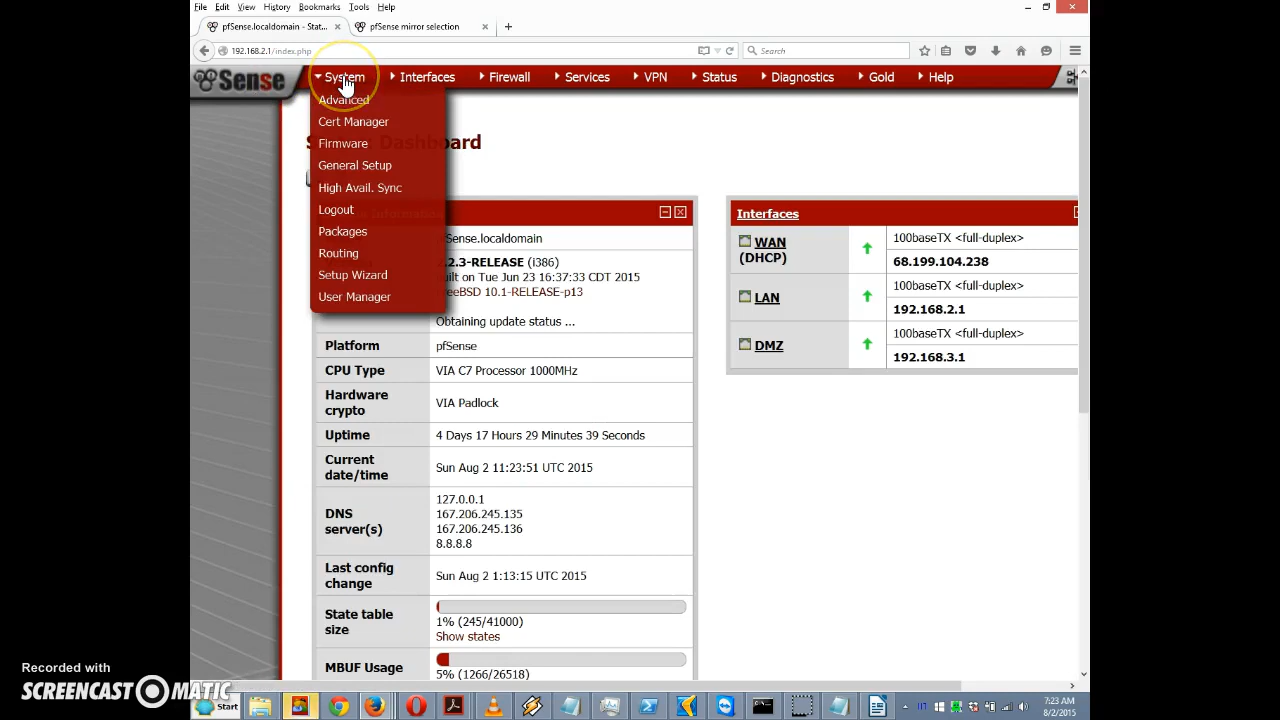 File Edit View History Bookmarks Tools Help
pfSense.localdomain - Stat...
pfSense mirror selection
192.168.2.1/index.php
Search
Sense
System
Interfaces
Firewall
Services
VPN
Status
Diagnostics
Gold
Help
Advanced
Cert Manager
Firmware
General Setup
High Avail. Sync
Logout
Packages
Routing
Setup Wizard
User Manager
Dashboard
pfSense.localdomain
2.2.3-RELEASE (i386)
built on Tue Jun 23 16:37:33 CDT 2015
FreeBSD 10.1-RELEASE-p13
Obtaining update status ...
Platform
pfSense
CPU Type
VIA C7 Processor 1000MHz
Hardware
crypto
VIA Padlock
Uptime
4 Days 17 Hours 29 Minutes 39 Seconds
Current
date/time
Sun Aug 2 11:23:51 UTC 2015
DNS
server(s)
127.0.0.1
167.206.245.135
167.206.245.136
8.8.8.8
Last config
change
Sun Aug 2 1:13:15 UTC 2015
State table
size
1% (245/41000)
Show states
MBUF Usage
5% (1266/26518)
Interfaces
WAN
(DHCP)
100baseTX <full-duplex>
68.199.104.238
LAN
100baseTX <full-duplex>
192.168.2.1
DMZ
100baseTX <full-duplex>
192.168.3.1
Recorded with
SCREENCAST MATIC
Start
7:23 AM
8/2/2015